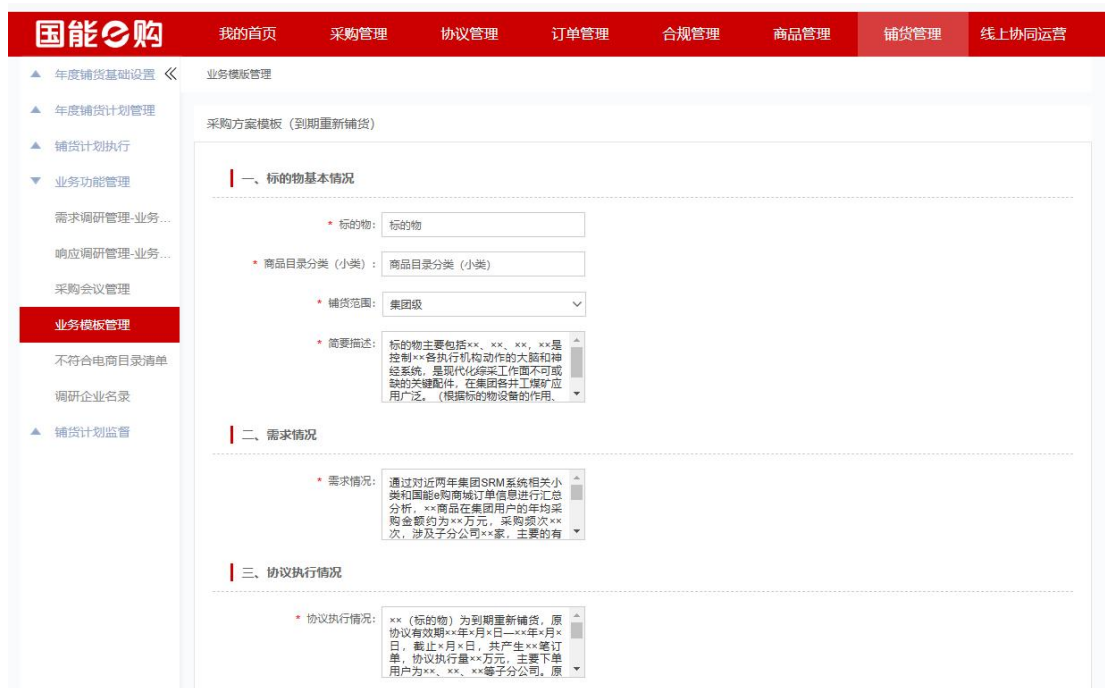 国能e购
我的首页 采购管理 协议管理 订单管理 合规管理 商品管理 铺货管理 线上协同运营
年度铺货基础设置
年度铺货计划管理
铺货计划执行
业务功能管理
需求调研管理-业务...
响应调研管理-业务...
采购会议管理
业务模板管理
不符合电商目录清单
调研企业名录
铺货计划监督
业务模版管理
采购方案模板（到期重新铺货）
一、标的物基本情况
* 标的物： 标的物
* 商品目录分类（小类）： 商品目录分类（小类）
* 铺货范围： 集团级
* 简要描述： 标的物主要包括××、××、××，××是
控制××各执行机构动作的大脑和神
经系统，是现代化综采工作面不可或
缺的关键配件，在集团各井工煤矿应
用广泛。（根据标的物设备的作用、
二、需求情况
* 需求情况： 通过对近两年集团SRM系统相关小
类和国能e购商城订单信息进行汇总
分析，××商品在集团用户的年均采
购金额约为××万元，采购频次××
次，涉及子分公司××家，主要的有
三、协议执行情况
* 协议执行情况： ××（标的物）为到期重新铺货，原
协议有效期××年×月×日—××年×月×
日，截止×月×日，共产生××笔订
单，协议执行量××万元，主要下单
用户为××、××、××等子分公司。原